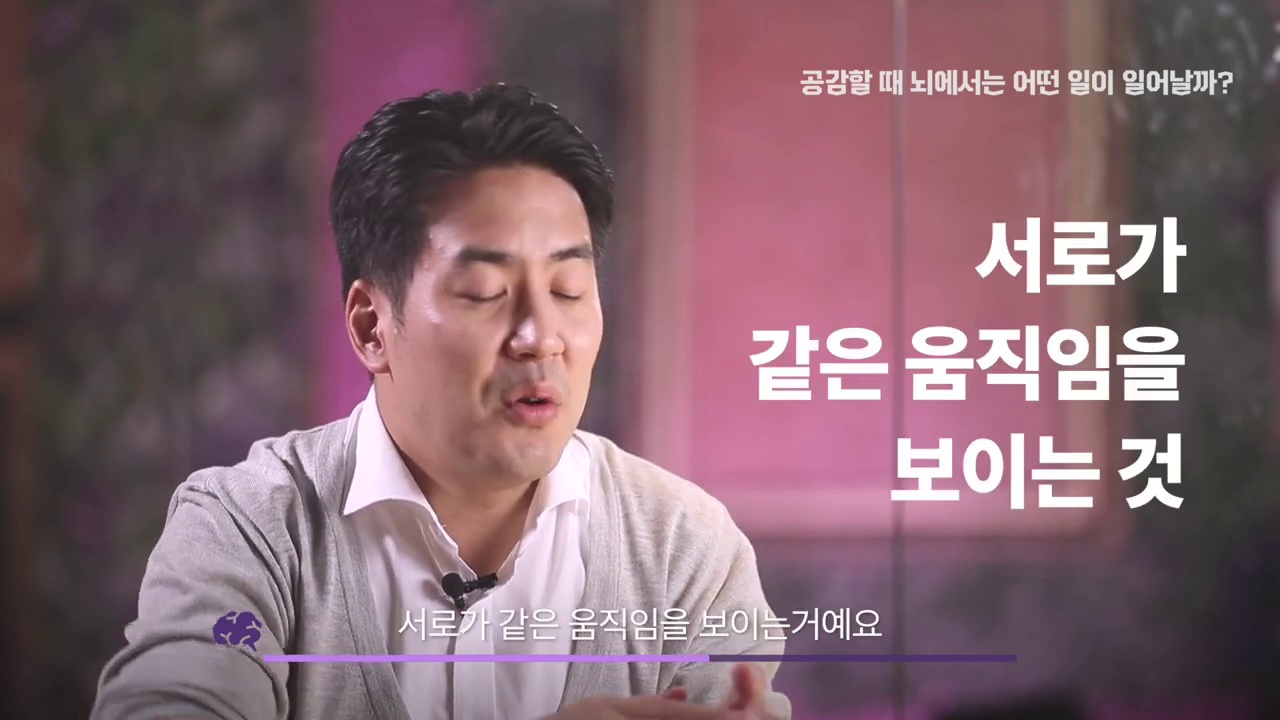 공감할 때 뇌에서는 어떤 일이 일어날까?
서로가
같은 움직임을
보이는 것
서로가 같은 움직임을 보이는거예요